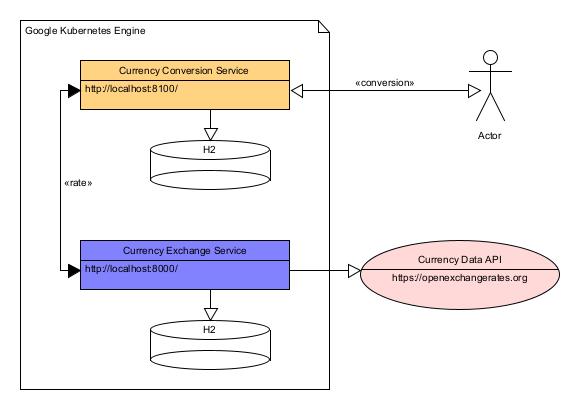 Google Kubernetes Engine
Currency Conversion Service
http://localhost:8100/
«conversion»
Actor
H2
«rate»
Currency Exchange Service
http://localhost:8000/
Currency Data API
https://openexchangerates.org
H2